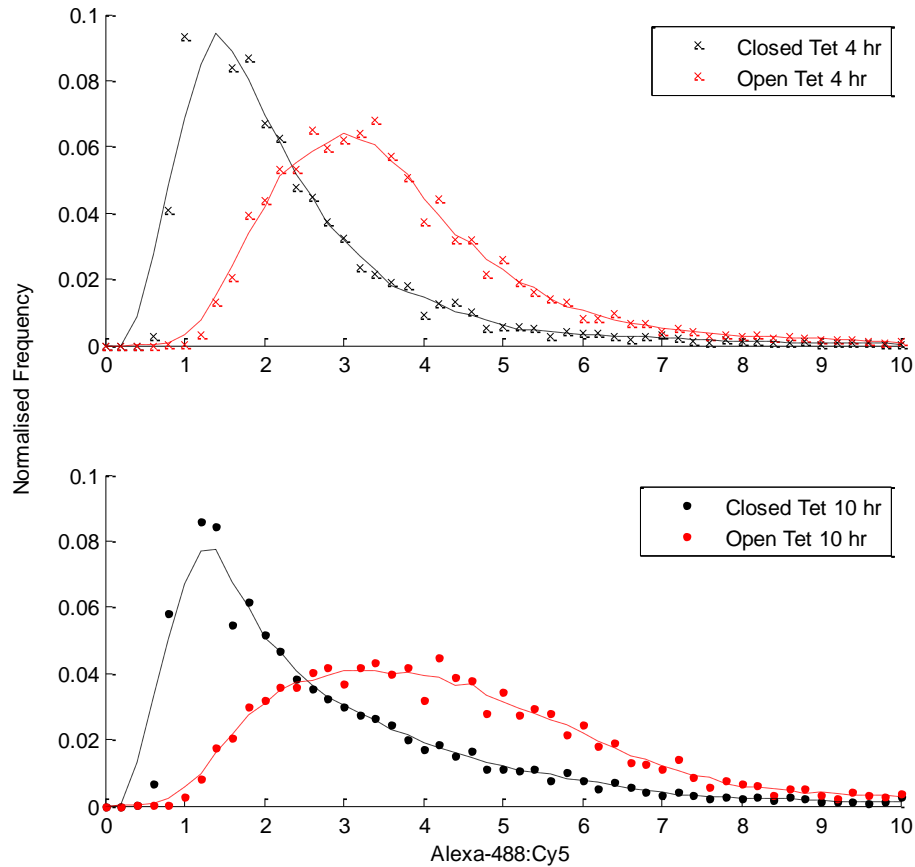 0.1
0.08
0.06
0.04
0.02
0
0 1 2 3 4 5 6 7 8 9 10
Closed Tet 4 hr
Open Tet 4 hr
Normalised Frequency
0.1
0.08
0.06
0.04
0.02
0
0 1 2 3 4 5 6 7 8 9 10
Closed Tet 10 hr
Open Tet 10 hr
Alexa-488:Cy5